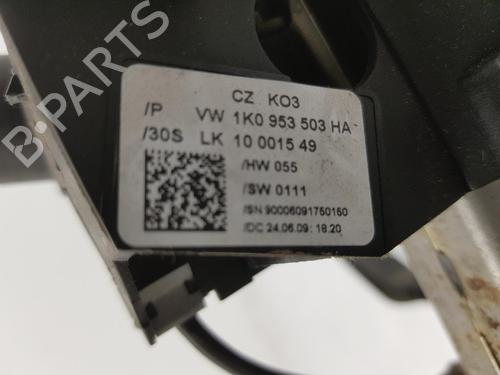 B-PARTS
CZ KO3
/P VW 1K0 953 503 HA
/30S LK 10 0015 49
/HW 055
/SW 0111
/SN 90006091750150
/DC 24.06.09: 18.20